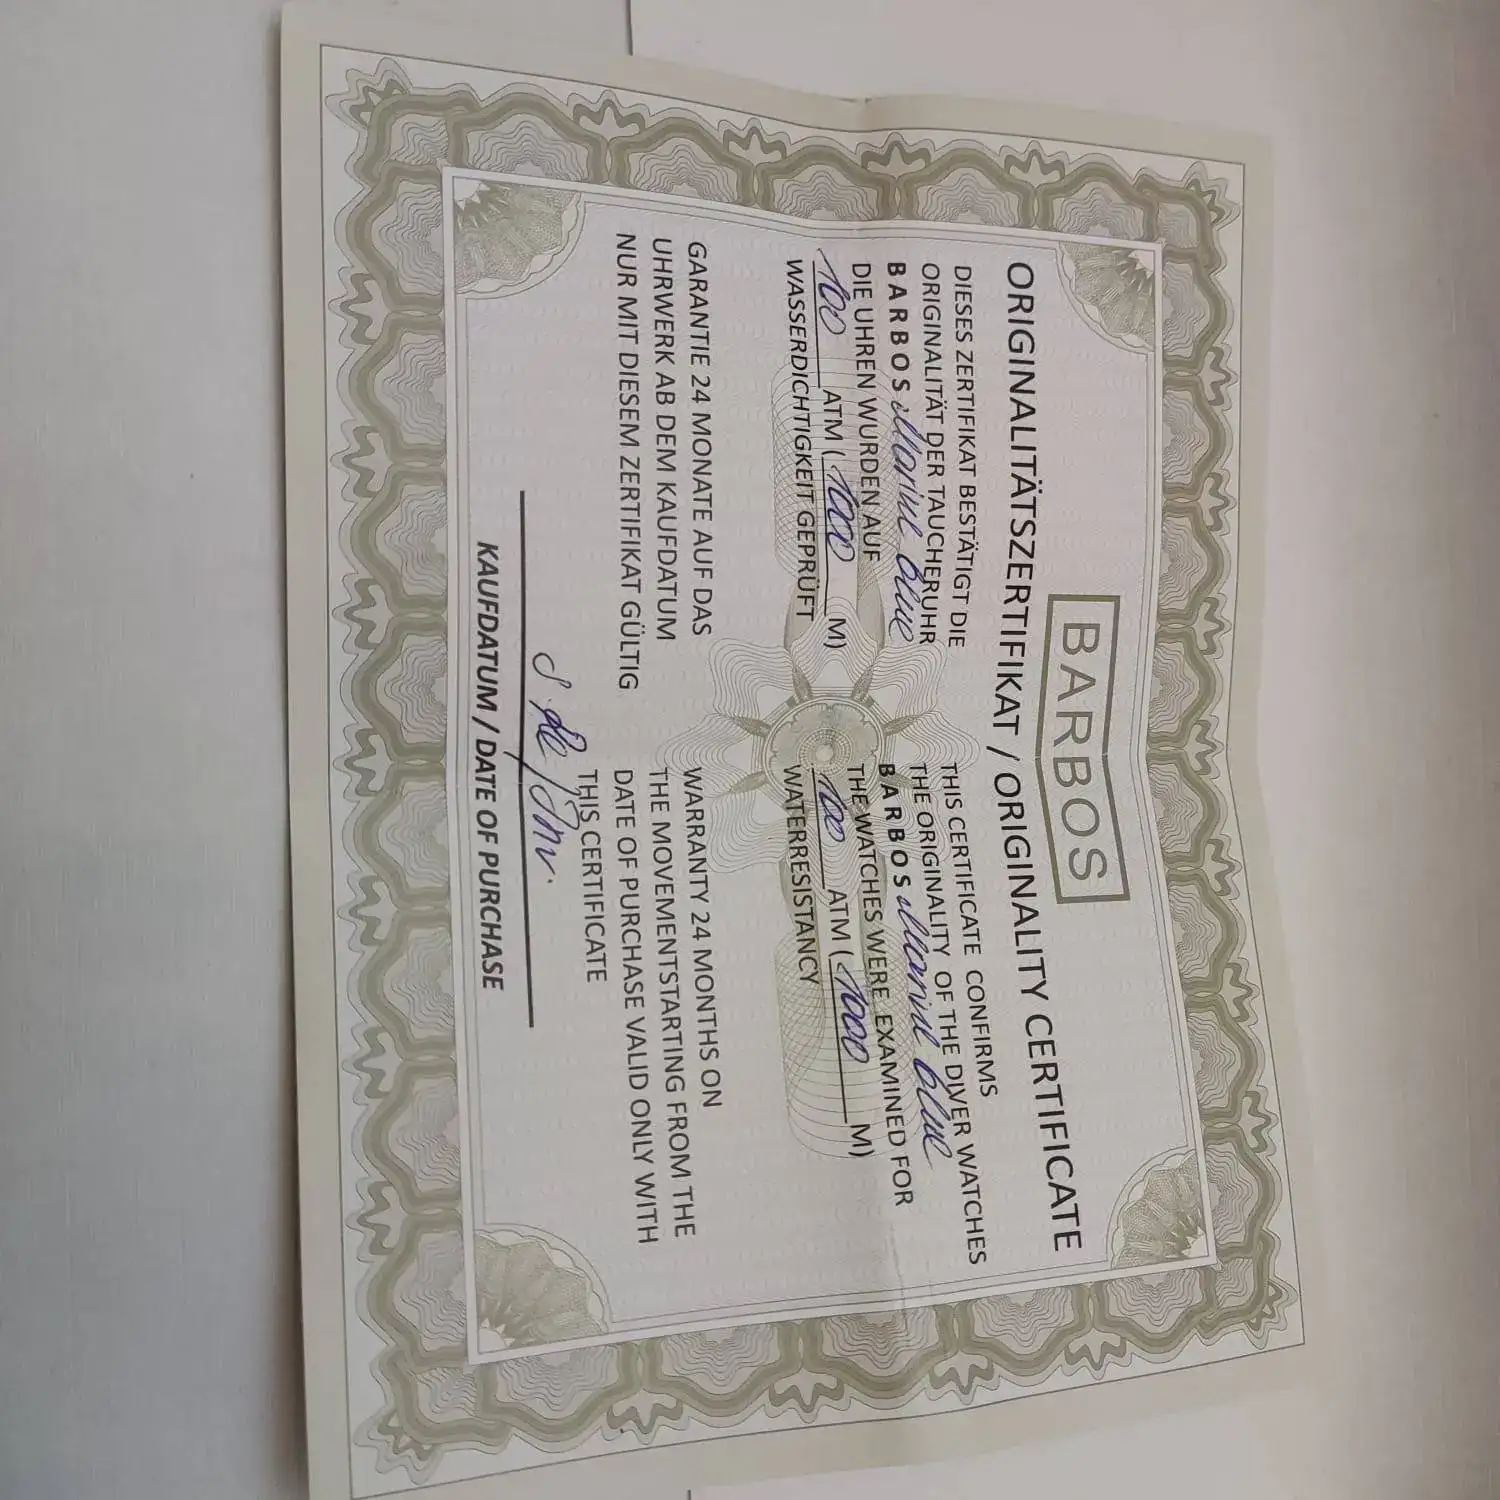 BARBOS
ORIGINALITÄTSZERTIFIKAT / ORIGINALITY CERTIFICATE
DIESES ZERTIFIKAT BESTÄTIGT DIE
ORIGINALITÄT DER TAUCHERUHR
BARBOS Marine blue
DIE UHREN WURDEN AUF
100 ATM (1000 M)
WASSERDICHTIGKEIT GEPRÜFT
GARANTIE 24 MONATE AUF DAS
UHRWERK AB DEM KAUFDATUM
NUR MIT DIESEM ZERTIFIKAT GÜLTIG
THIS CERTIFICATE CONFIRMS
THE ORIGINALITY OF THE DIVER WATCHES
BARBOS Marine blue
THE WATCHES WERE EXAMINED FOR
100 ATM (1000 M)
WATERRESISTANCY
WARRANTY 24 MONTHS ON
THE MOVEMENTSTARTING FROM THE
DATE OF PURCHASE VALID ONLY WITH
THIS CERTIFICATE
KAUFDATUM / DATE OF PURCHASE